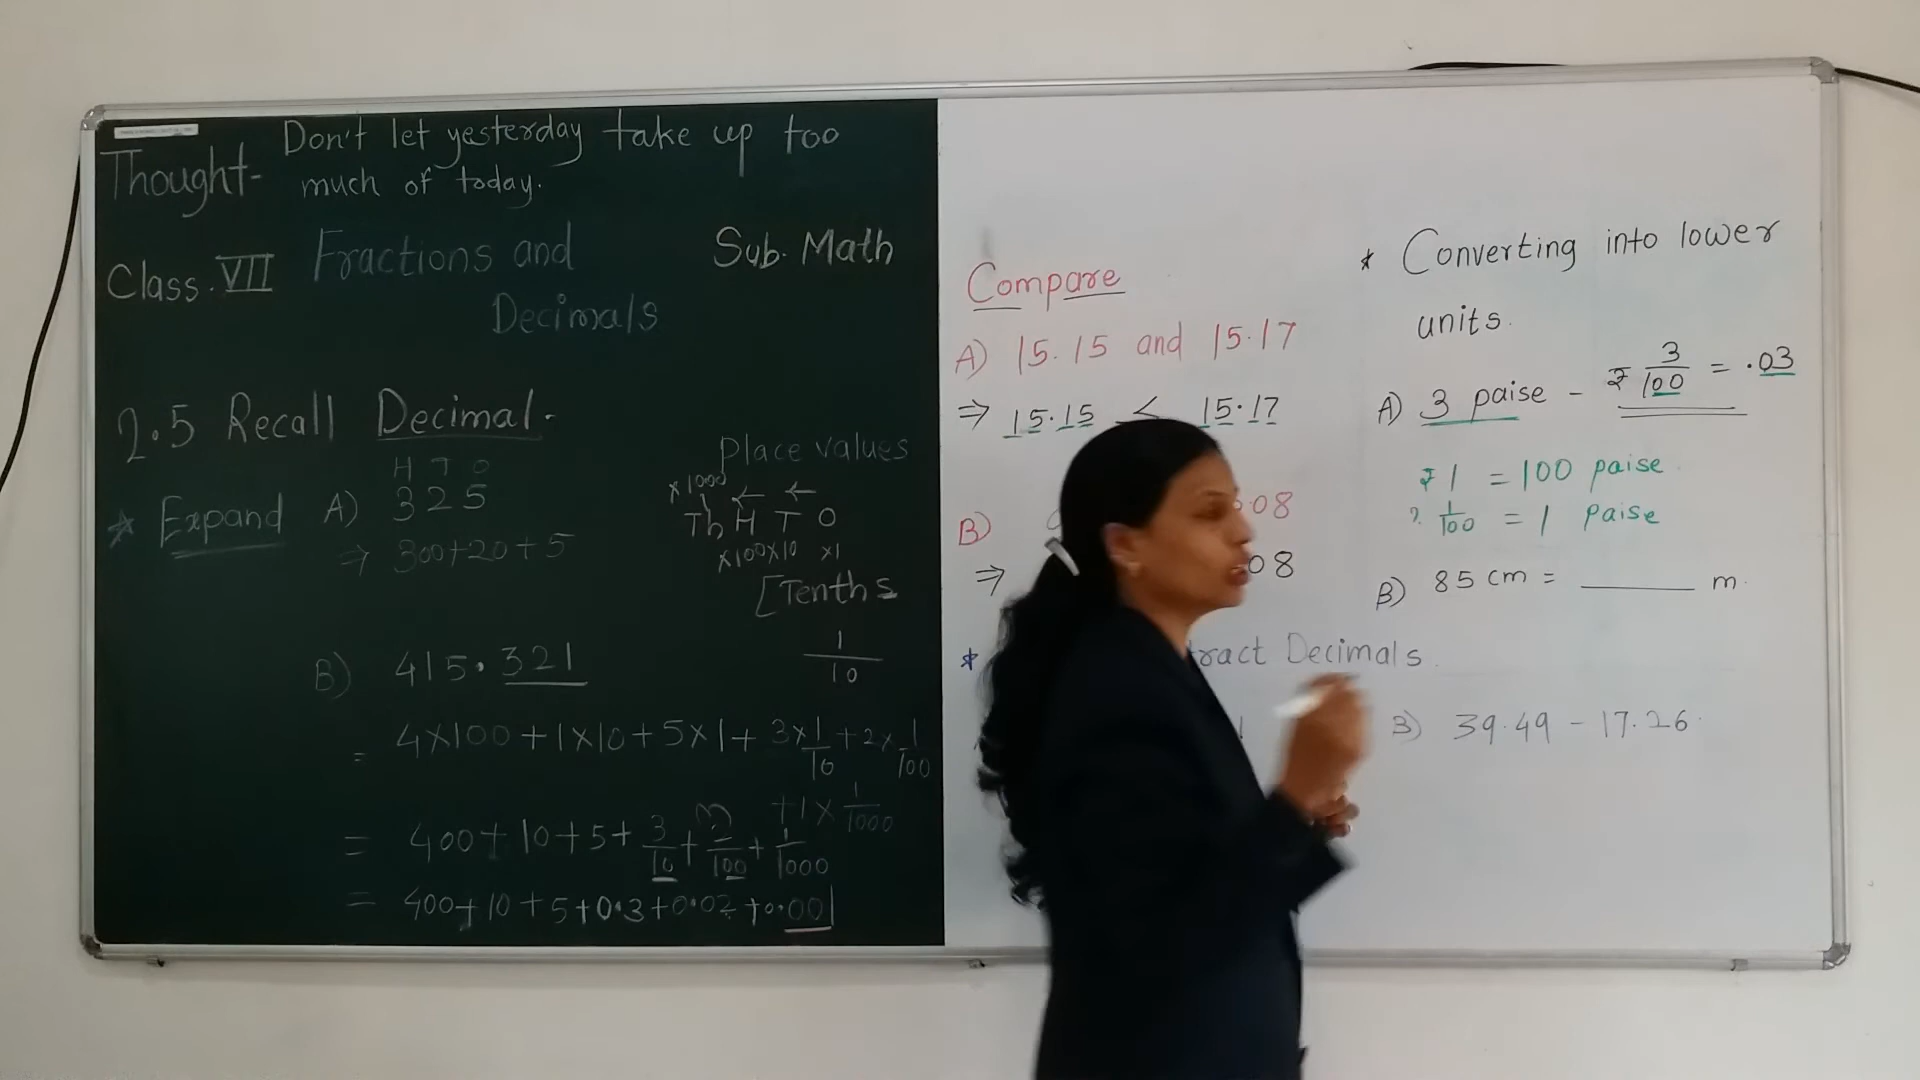 Thought- Don't let yesterday take up too
much of today.
Class. VII Fractions and
Decimals
Sub. Math
2.5 Recall Decimal.
* Expand A)
H T O
3 2 5
⇒ 300+20+5
Place values
×1000
Th H T O
×100 ×10 ×1
[Tenths
1/10
B) 415.321
= 4×100+1×10+5×1+3×1/10+2×1/100
+1×1/1000
= 400+10+5+3/10+2/100+1/1000
= 400+10+5+0.3+0.02+0.001
Compare
A) 15.15 and 15.17
⇒ 15.15 < 15.17
B) .08
⇒ 08
* Decimals.
B) 39.49 - 17.26.
* Converting into lower
units.
A) 3 paise - ₹ 3/100 = .03
₹ 1 = 100 paise
₹ 1/100 = 1 paise
B) 85 cm = ______ m.